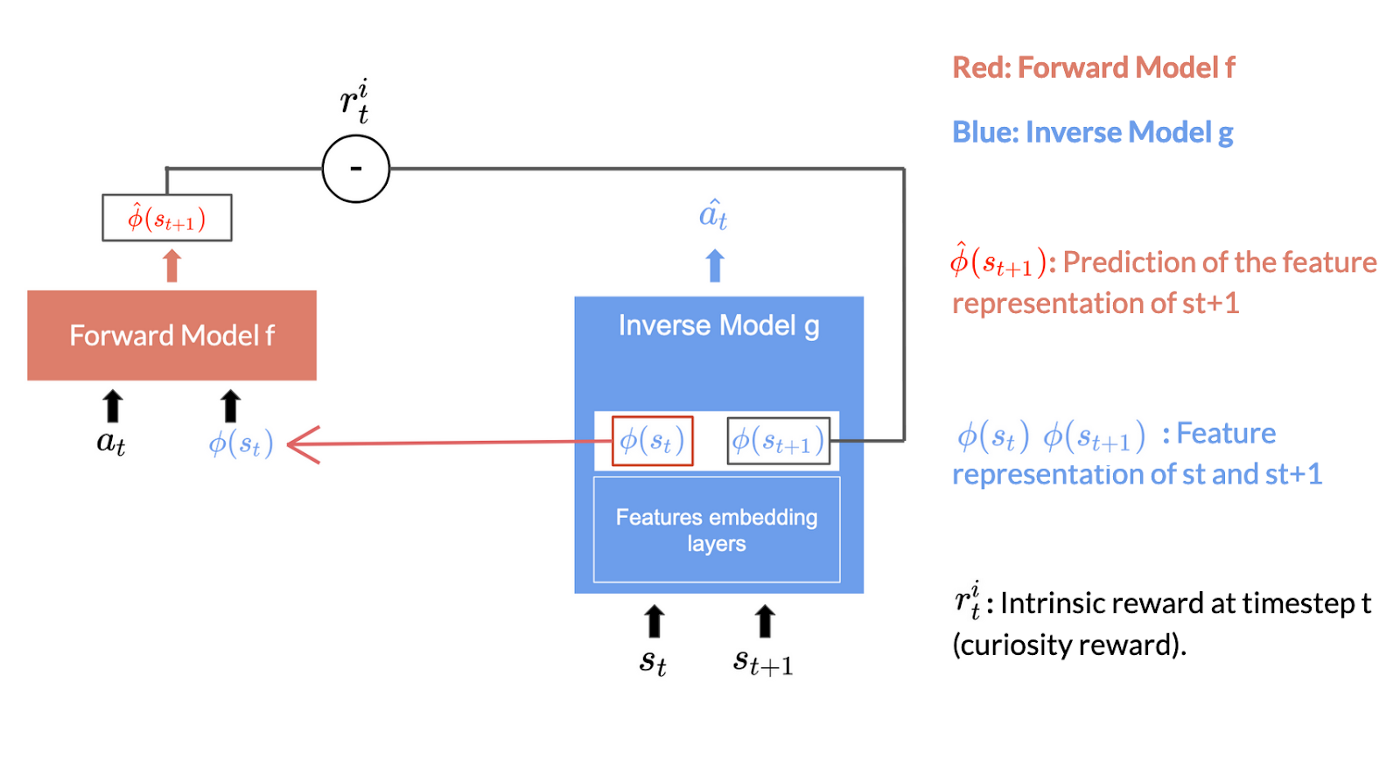 Red: Forward Model f
Blue: Inverse Model g
r_t^i
-
\hat{\phi}(s_{t+1})
\hat{a_t}
Forward Model f
Inverse Model g
a_t
\phi(s_t)
\phi(s_t)
\phi(s_{t+1})
Features embedding
layers
s_t
s_{t+1}
\hat{\phi}(s_{t+1}): Prediction of the feature
representation of st+1
\phi(s_t) \phi(s_{t+1}) : Feature
representation of st and st+1
r_t^i: Intrinsic reward at timestep t
(curiosity reward).